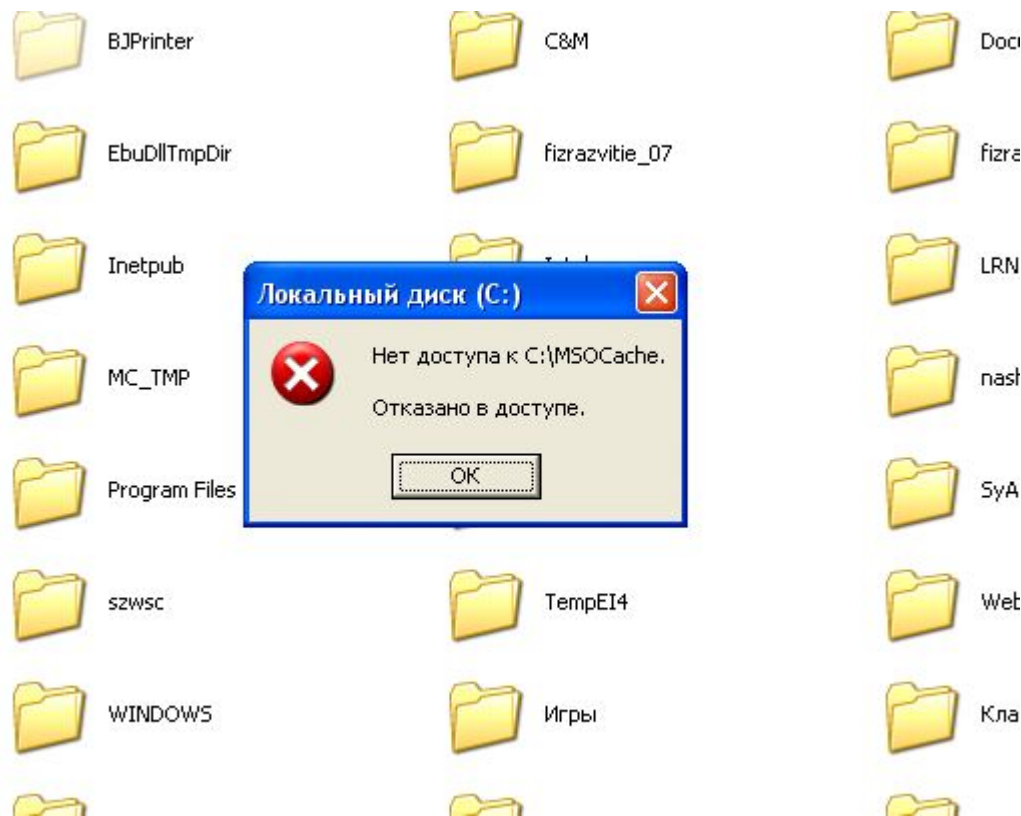 BJPrinter
C&M
EbuDllTmpDir
fizrazvitie_07
Inetpub
Локальный диск (C:)
Нет доступа к C:\MSOCache.
Отказано в доступе.
OK
MC_TMP
Program Files
szwsc
TempEI4
WINDOWS
Игры